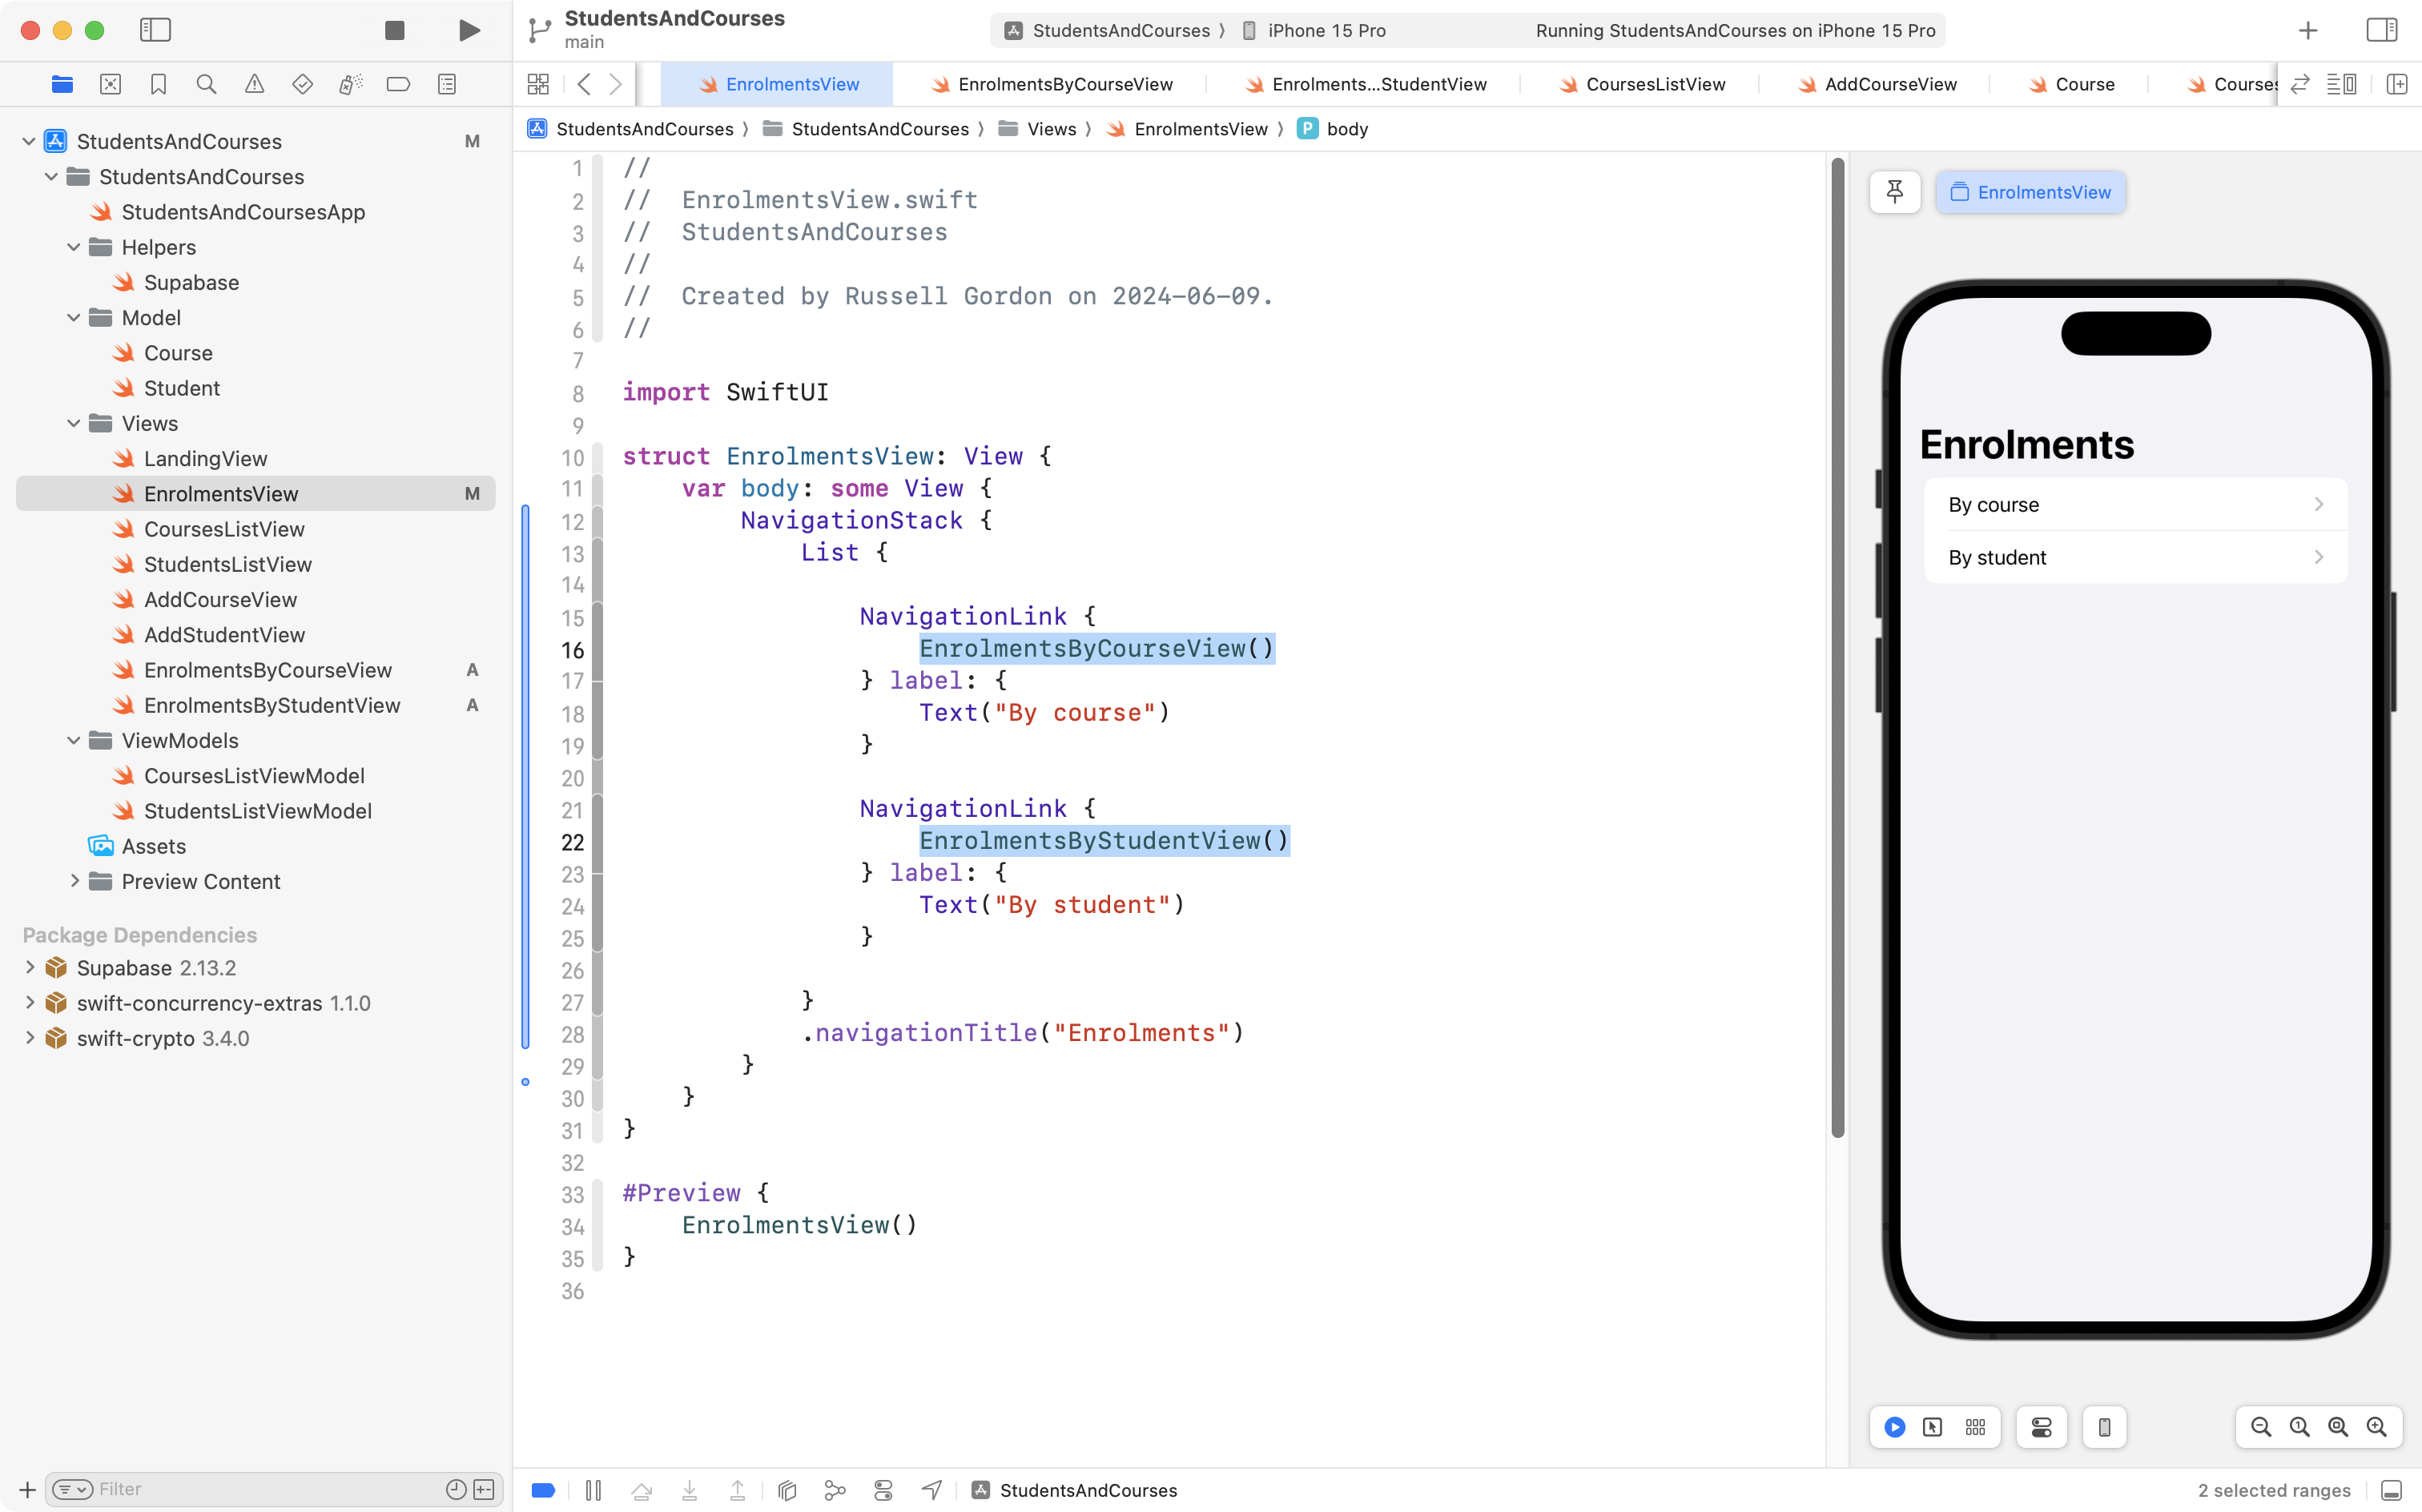 StudentsAndCourses
main
StudentsAndCourses
iPhone 15 Pro
Running StudentsAndCourses on iPhone 15 Pro
EnrolmentsView
EnrolmentsByCourseView
Enrolments...StudentView
CoursesListView
AddCourseView
Course
Courses
StudentsAndCourses
StudentsAndCourses
Views
EnrolmentsView
P
body
StudentsAndCourses M
StudentsAndCourses
StudentsAndCoursesApp
Helpers
Supabase
Model
Course
Student
Views
LandingView
EnrolmentsView M
CoursesListView
StudentsListView
AddCourseView
AddStudentView
EnrolmentsByCourseView A
EnrolmentsByStudentView A
ViewModels
CoursesListViewModel
StudentsListViewModel
Assets
Preview Content
Package Dependencies
Supabase 2.13.2
swift-concurrency-extras 1.1.0
swift-crypto 3.4.0
Filter
1 //
2 // EnrolmentsView.swift
3 // StudentsAndCourses
4 //
5 // Created by Russell Gordon on 2024-06-09.
6 //
7
8 import SwiftUI
9
10 struct EnrolmentsView: View {
11 var body: some View {
12 NavigationStack {
13 List {
14
15 NavigationLink {
16 EnrolmentsByCourseView()
17 } label: {
18 Text("By course")
19 }
20
21 NavigationLink {
22 EnrolmentsByStudentView()
23 } label: {
24 Text("By student")
25 }
26
27 }
28 .navigationTitle("Enrolments")
29 }
30 }
31 }
32
33 #Preview {
34 EnrolmentsView()
35 }
36
EnrolmentsView
Enrolments
By course
By student
StudentsAndCourses
2 selected ranges